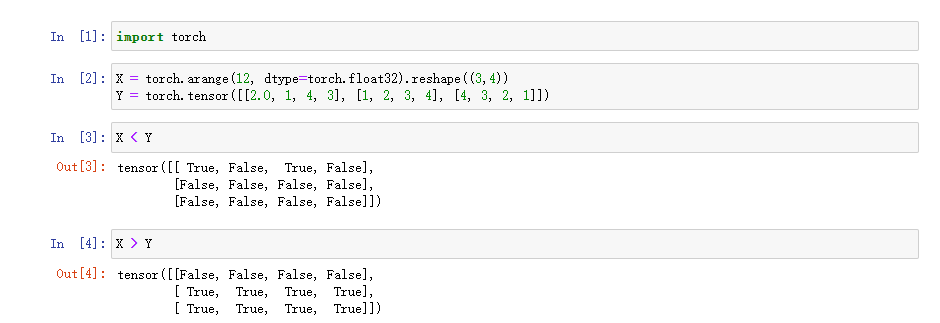 In [1]: import torch
In [2]: X = torch.arange(12, dtype=torch.float32).reshape((3,4))
Y = torch.tensor([[2.0, 1, 4, 3], [1, 2, 3, 4], [4, 3, 2, 1]])
In [3]: X < Y
Out[3]: tensor([[ True, False,  True, False],
[False, False, False, False],
[False, False, False, False]])
In [4]: X > Y
Out[4]: tensor([[False, False, False, False],
[ True,  True,  True,  True],
[ True,  True,  True,  True]])